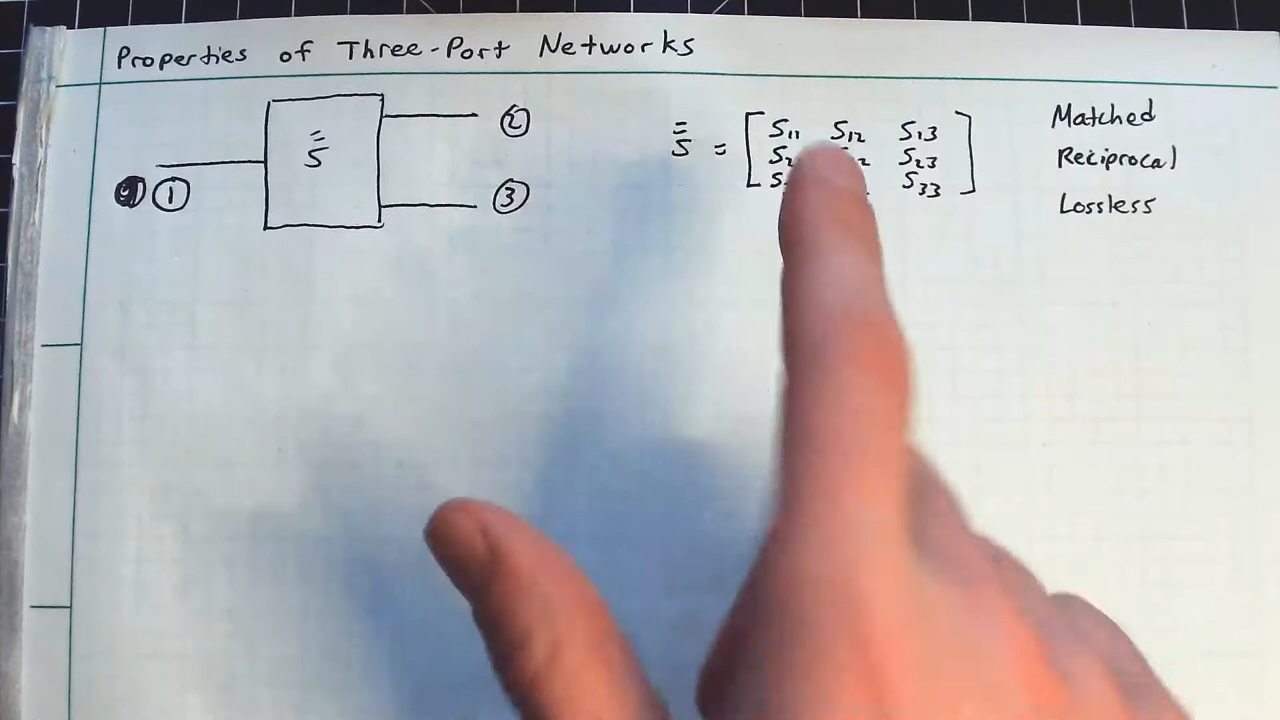 Properties of Three-Port Networks
S
①
②
③
S = [ S11 S12 S13
S23
S33 ]
Matched
Reciprocal
Lossless